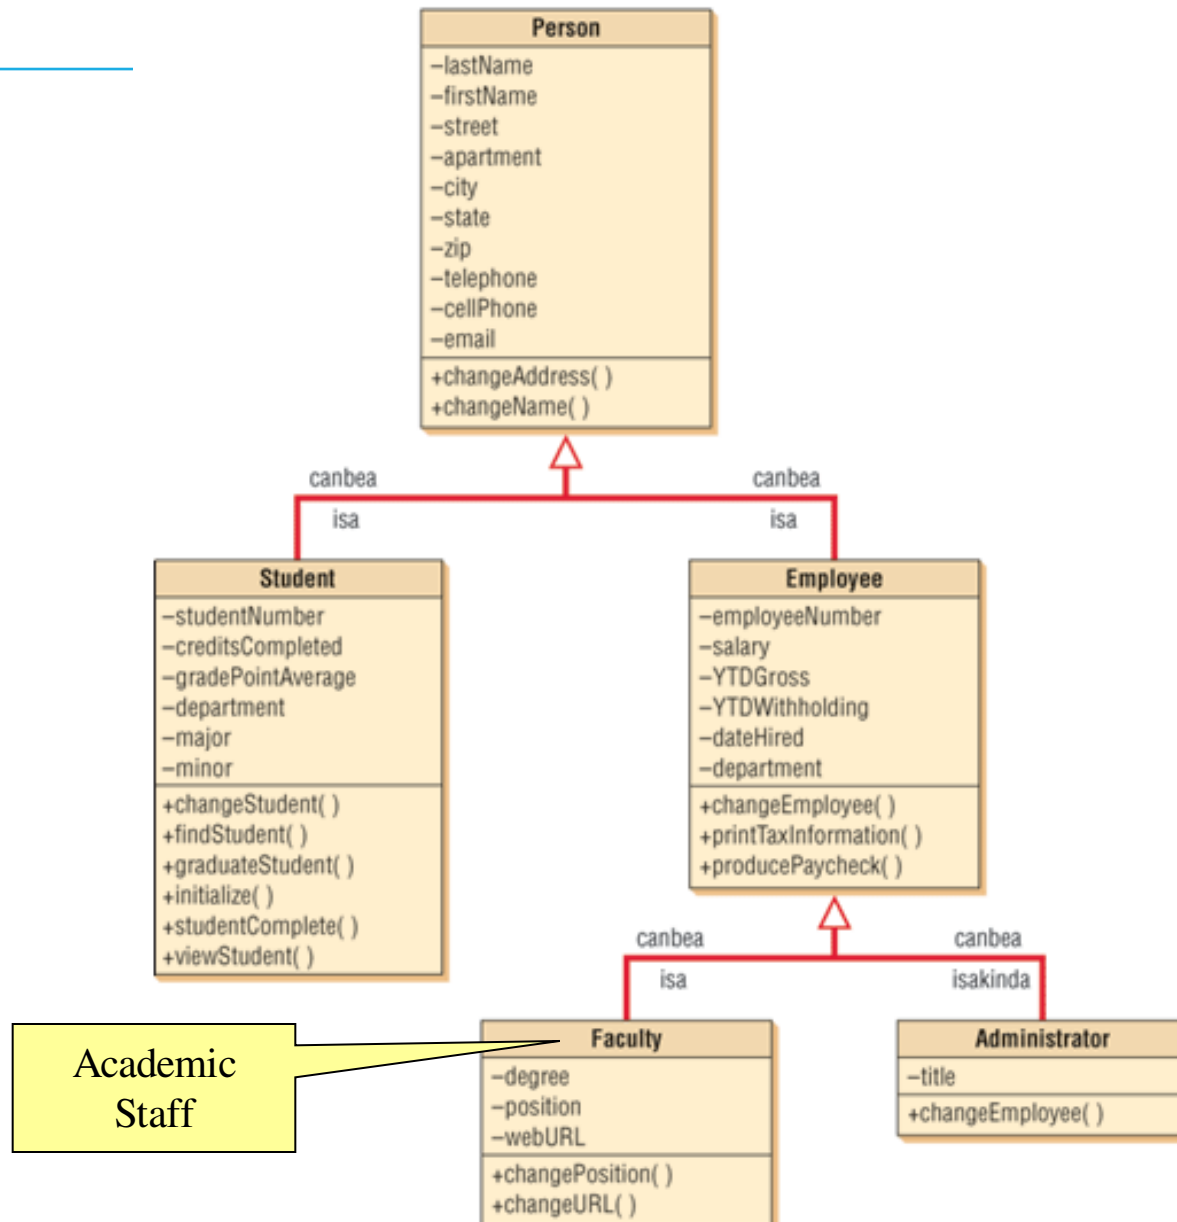 Person
–lastName
–firstName
–street
–apartment
–city
–state
–zip
–telephone
–cellPhone
–email
+changeAddress( )
+changeName( )
canbea
isa
canbea
isa
Student
–studentNumber
–creditsCompleted
–gradePointAverage
–department
–major
–minor
+changeStudent( )
+findStudent( )
+graduateStudent( )
+initialize( )
+studentComplete( )
+viewStudent( )
Employee
–employeeNumber
–salary
–YTDGross
–YTDWithholding
–dateHired
–department
+changeEmployee( )
+printTaxInformation( )
+producePaycheck( )
canbea
isa
canbea
isakinda
Academic
Staff
Faculty
–degree
–position
–webURL
+changePosition( )
+changeURL( )
Administrator
–title
+changeEmployee( )